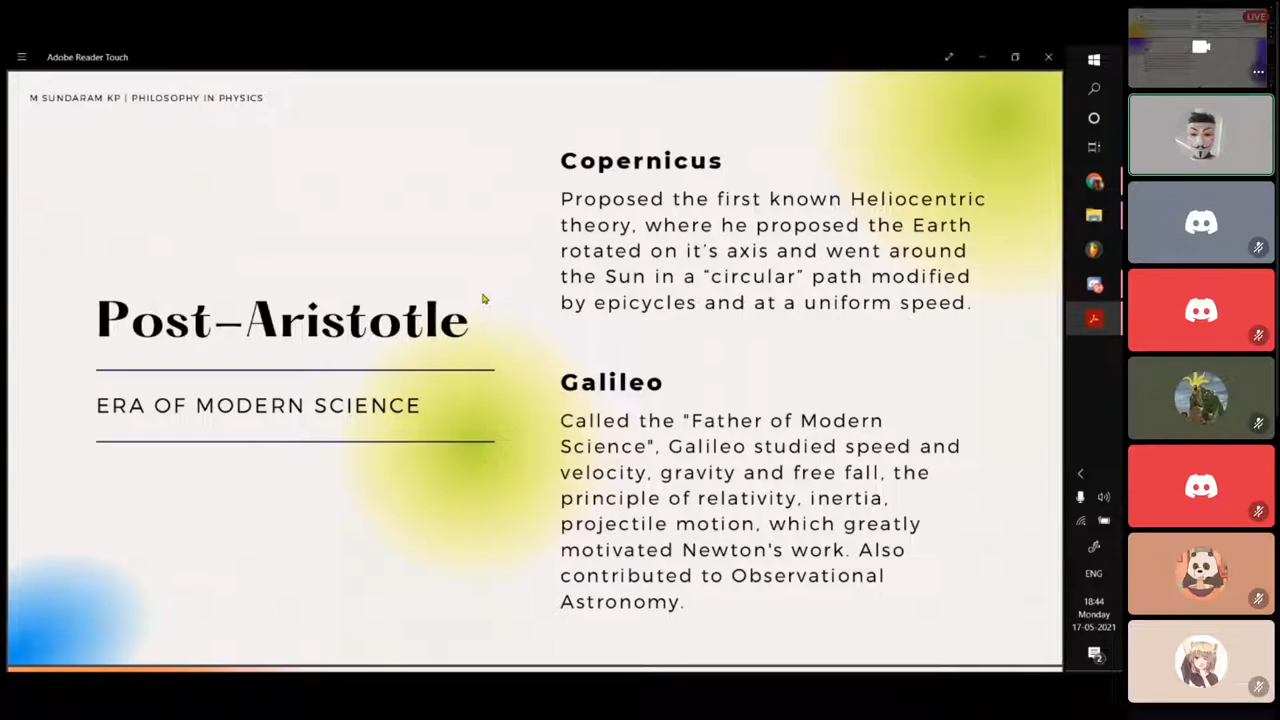 LIVE
Adobe Reader Touch
M SUNDARAM KP | PHILOSOPHY IN PHYSICS
Post-Aristotle
ERA OF MODERN SCIENCE
Copernicus
Proposed the first known Heliocentric
theory, where he proposed the Earth
rotated on it's axis and went around
the Sun in a “circular” path modified
by epicycles and at a uniform speed.
Galileo
Called the "Father of Modern
Science", Galileo studied speed and
velocity, gravity and free fall, the
principle of relativity, inertia,
projectile motion, which greatly
motivated Newton's work. Also
contributed to Observational
Astronomy.
ENG
18:44
Monday
17-05-2021
2